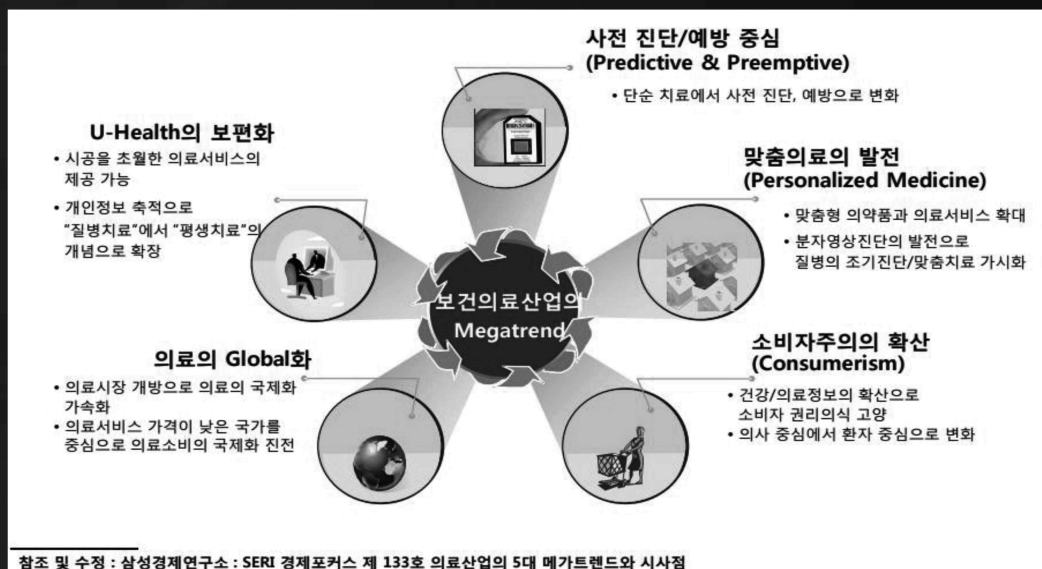 사전 진단/예방 중심
(Predictive & Preemptive)
• 단순 치료에서 사전 진단, 예방으로 변화
U-Health의 보편화
• 시공을 초월한 의료서비스의
제공 가능
• 개인정보 축적으로
"질병치료"에서 "평생치료"의
개념으로 확장
맞춤의료의 발전
(Personalized Medicine)
• 맞춤형 의약품과 의료서비스 확대
• 분자영상진단의 발전으로
질병의 조기진단/맞춤치료 가시화
보건의료산업의
Megatrend
의료의 Global화
• 의료시장 개방으로 의료의 국제화
가속화
• 의료서비스 가격이 낮은 국가를
중심으로 의료소비의 국제화 진전
소비자주의의 확산
(Consumerism)
• 건강/의료정보의 확산으로
소비자 권리의식 고양
• 의사 중심에서 환자 중심으로 변화
참조 및 수정 : 삼성경제연구소 : SERI 경제포커스 제 133호 의료산업의 5대 메가트렌드와 시사점